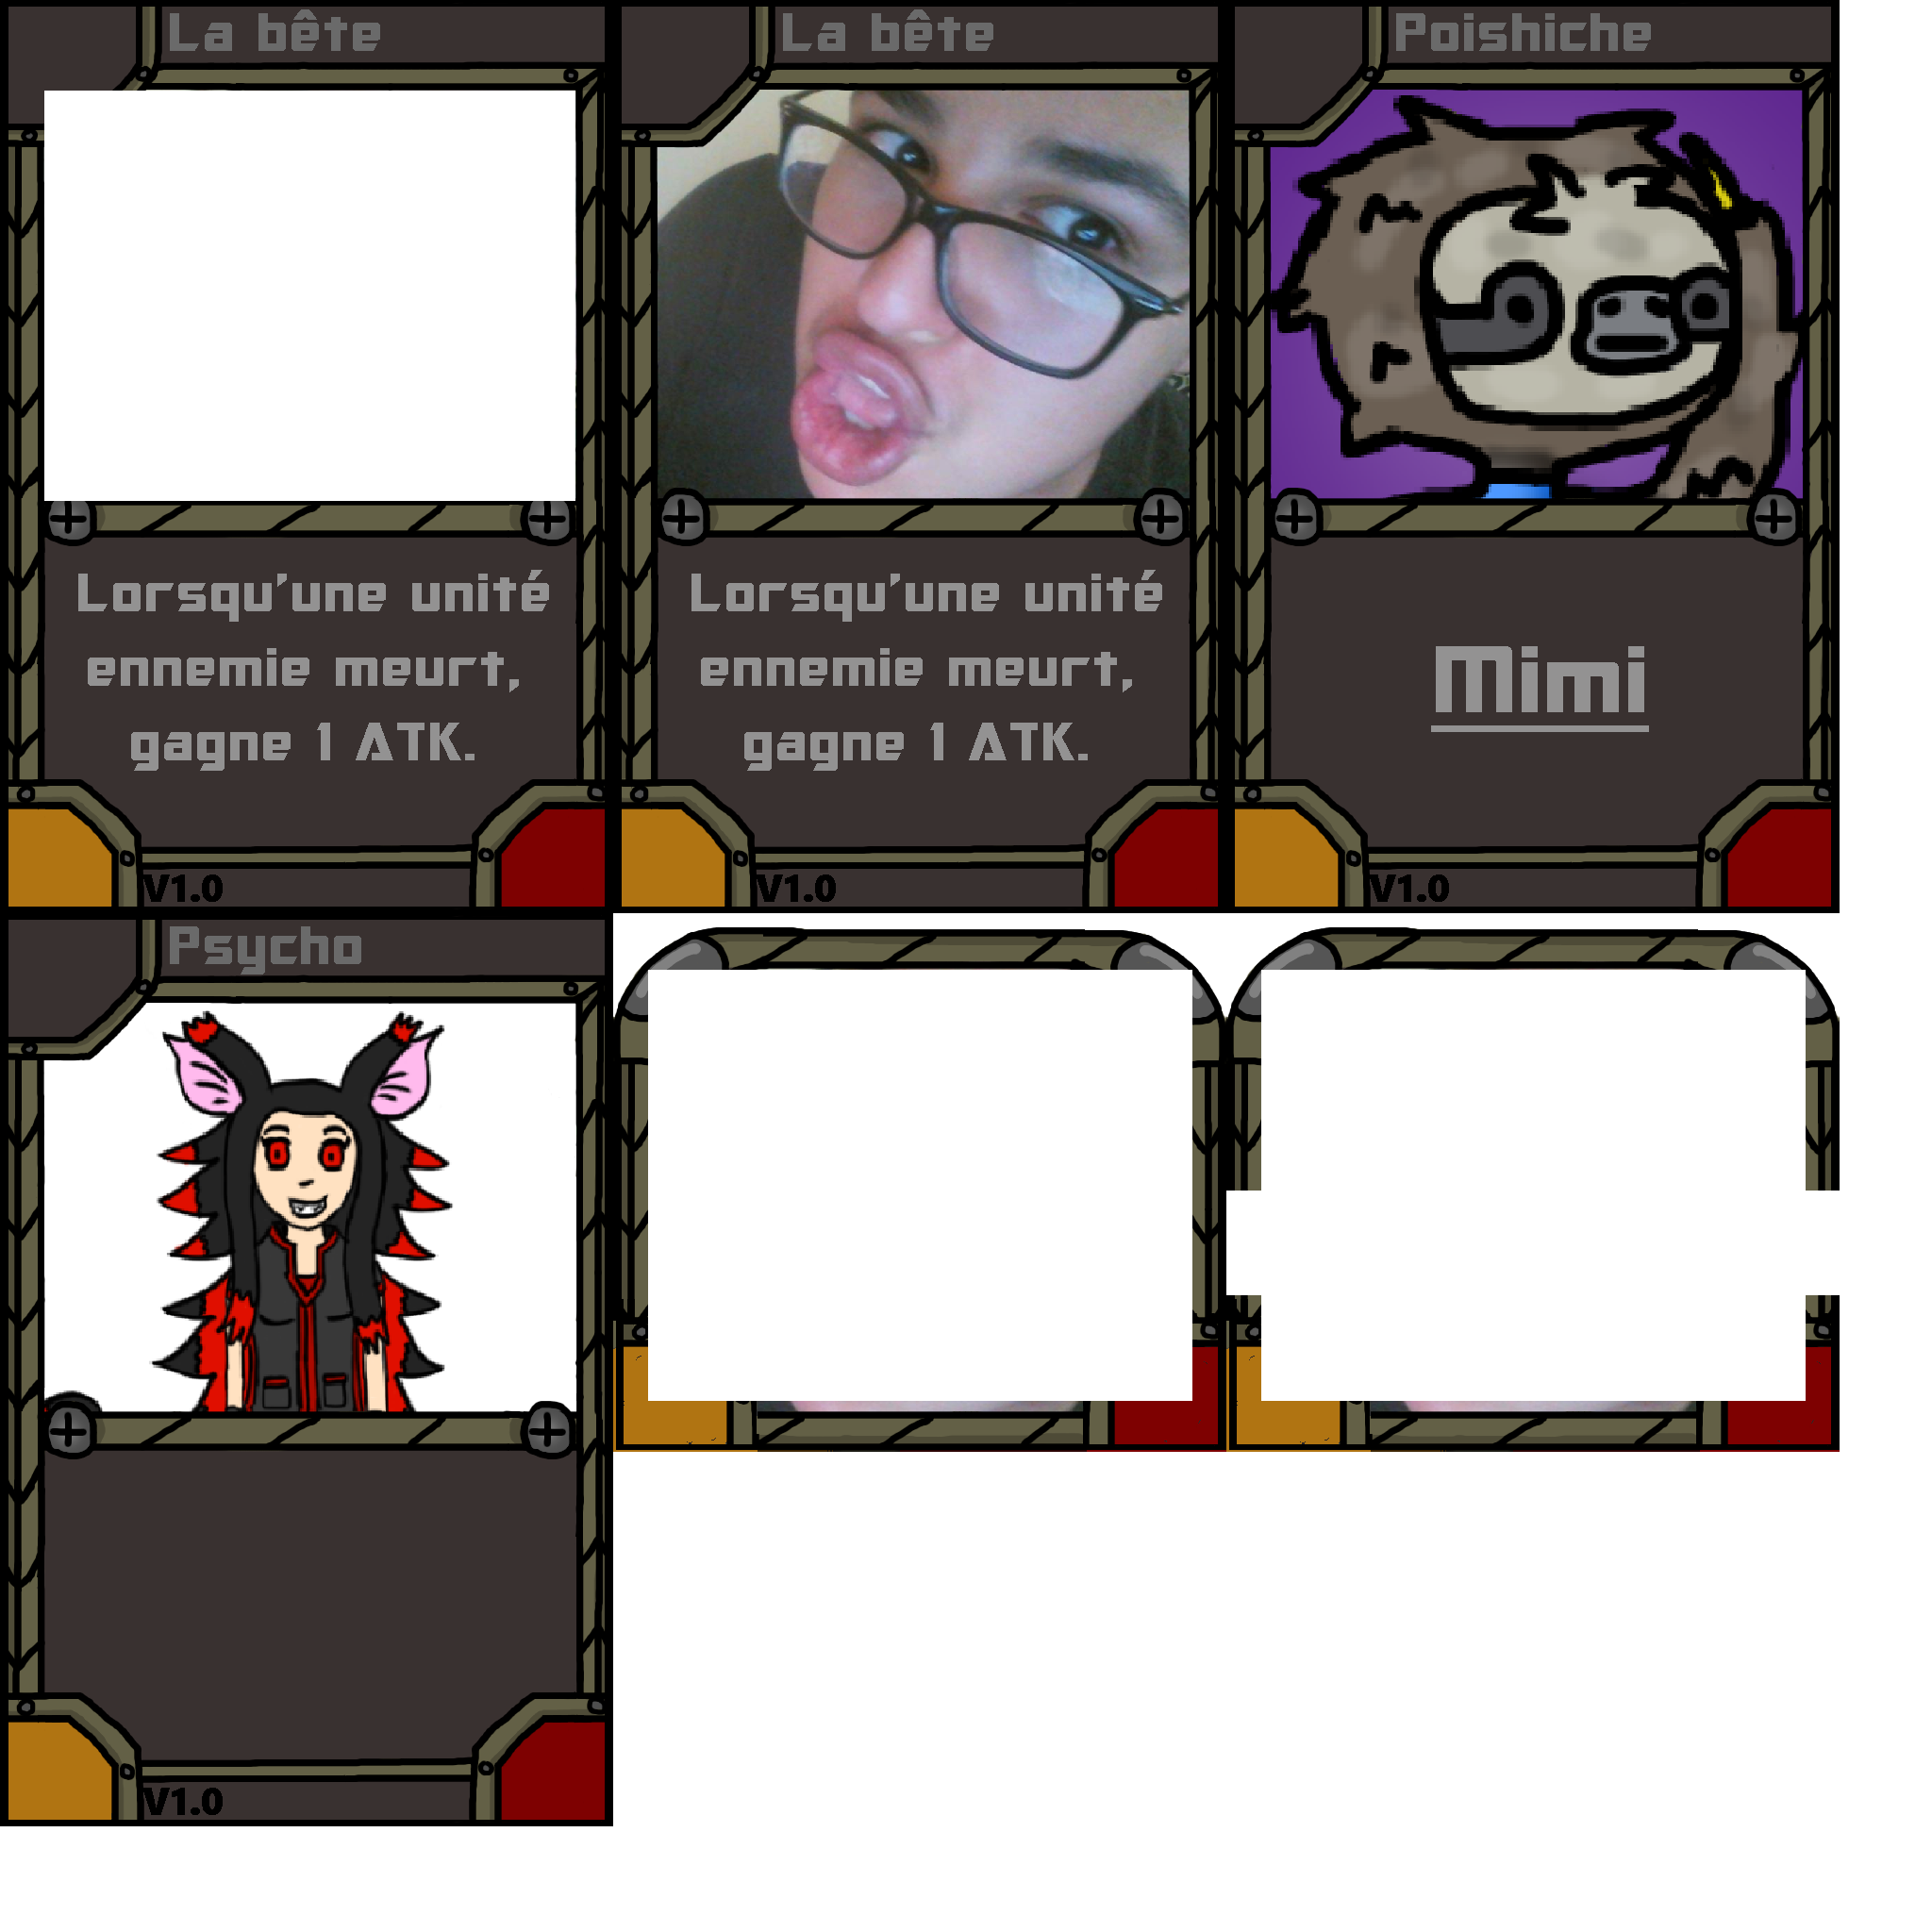 La bête
Lorsqu'une unité
ennemie meurt,
gagne 1 ATK.
V1.0
La bête
Lorsqu'une unité
ennemie meurt,
gagne 1 ATK.
V1.0
Poishiche
Mimi
V1.0
Psycho
V1.0